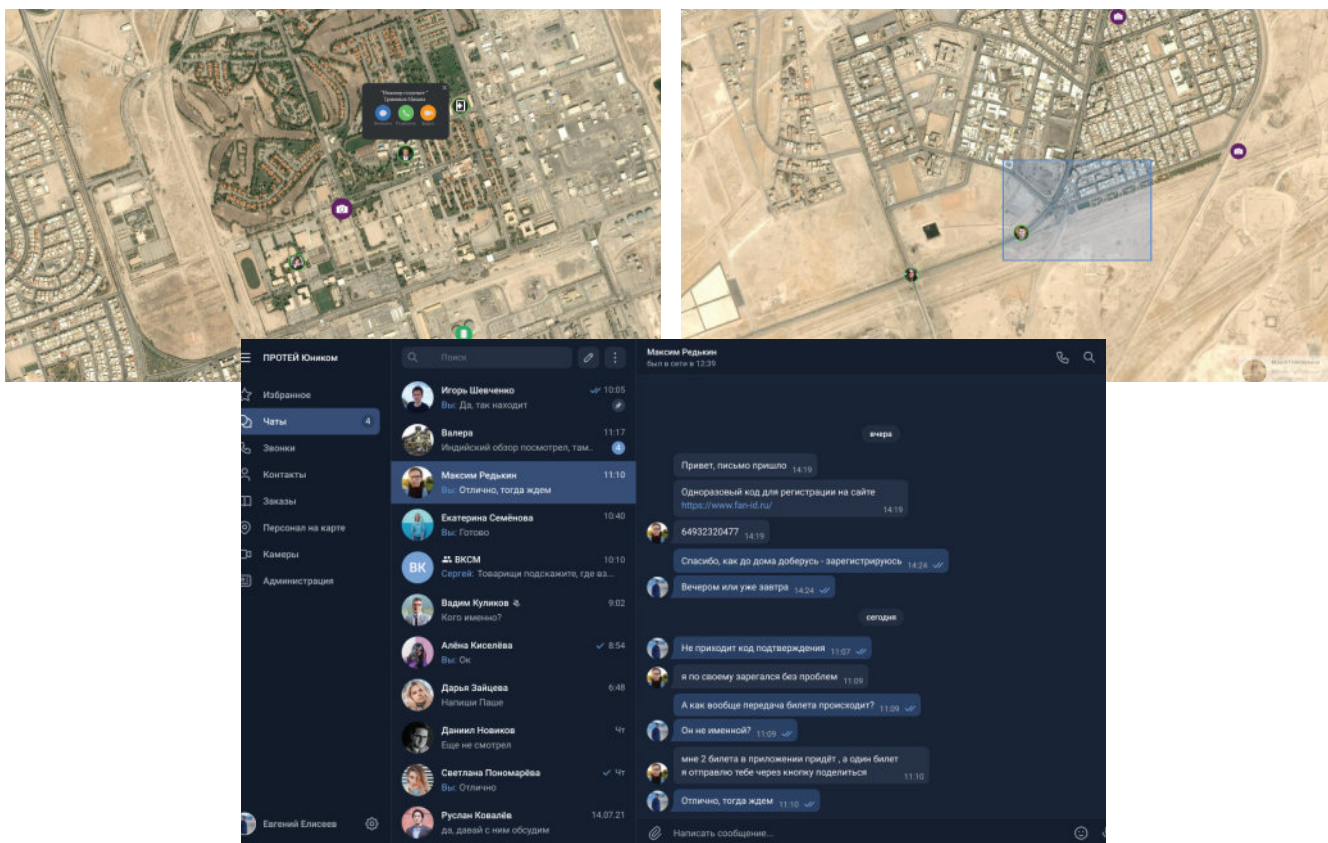 ПРОТЕЙ Юником
Избранное
Чаты 4
Звонки
Контакты
Заказы
Персонал на карте
Камеры
Администрация
Евгений Елисеев
Поиск
Игорь Шевченко 10:05
Вы: Да, так находит
Валера 11:17
Индийский обзор посмотрел, там.. 4
Максим Редькин 11:10
Вы: Отлично, тогда ждем
Екатерина Семёнова 10:40
Вы: Готово
ВК
ВКСМ 10:10
Сергей: Товарищи подскажите, где вз...
Вадим Куликов 9:02
Кого именно?
Алёна Киселёва 8:54
Вы: Ок
Дарья Зайцева 6:48
Напиши Паше
Даниил Новиков Чт
Еще не смотрел
Светлана Пономарёва Чт
Вы: Отлично
Руслан Ковалёв 14.07.21
да, давай с ним обсудим
Максим Редькин
был в сети в 12:39
вчера
Привет, письмо пришло 14:19
Одноразовый код для регистрации на сайте
https://www.fan-id.ru/ 14:19
64932320477 14:19
Спасибо, как до дома доберусь - зарегистрируюсь 14:24
Вечером или уже завтра 14:24
сегодня
Не приходит код подтверждения 11:07
я по своему зарегался без проблем 11:09
А как вообще передача билета происходит? 11:09
Он не именной? 11:09
мне 2 билета в приложении придёт , а один билет
я отправлю тебе через кнопку поделиться 11:10
Отлично, тогда ждем 11:10
Написать сообщение...